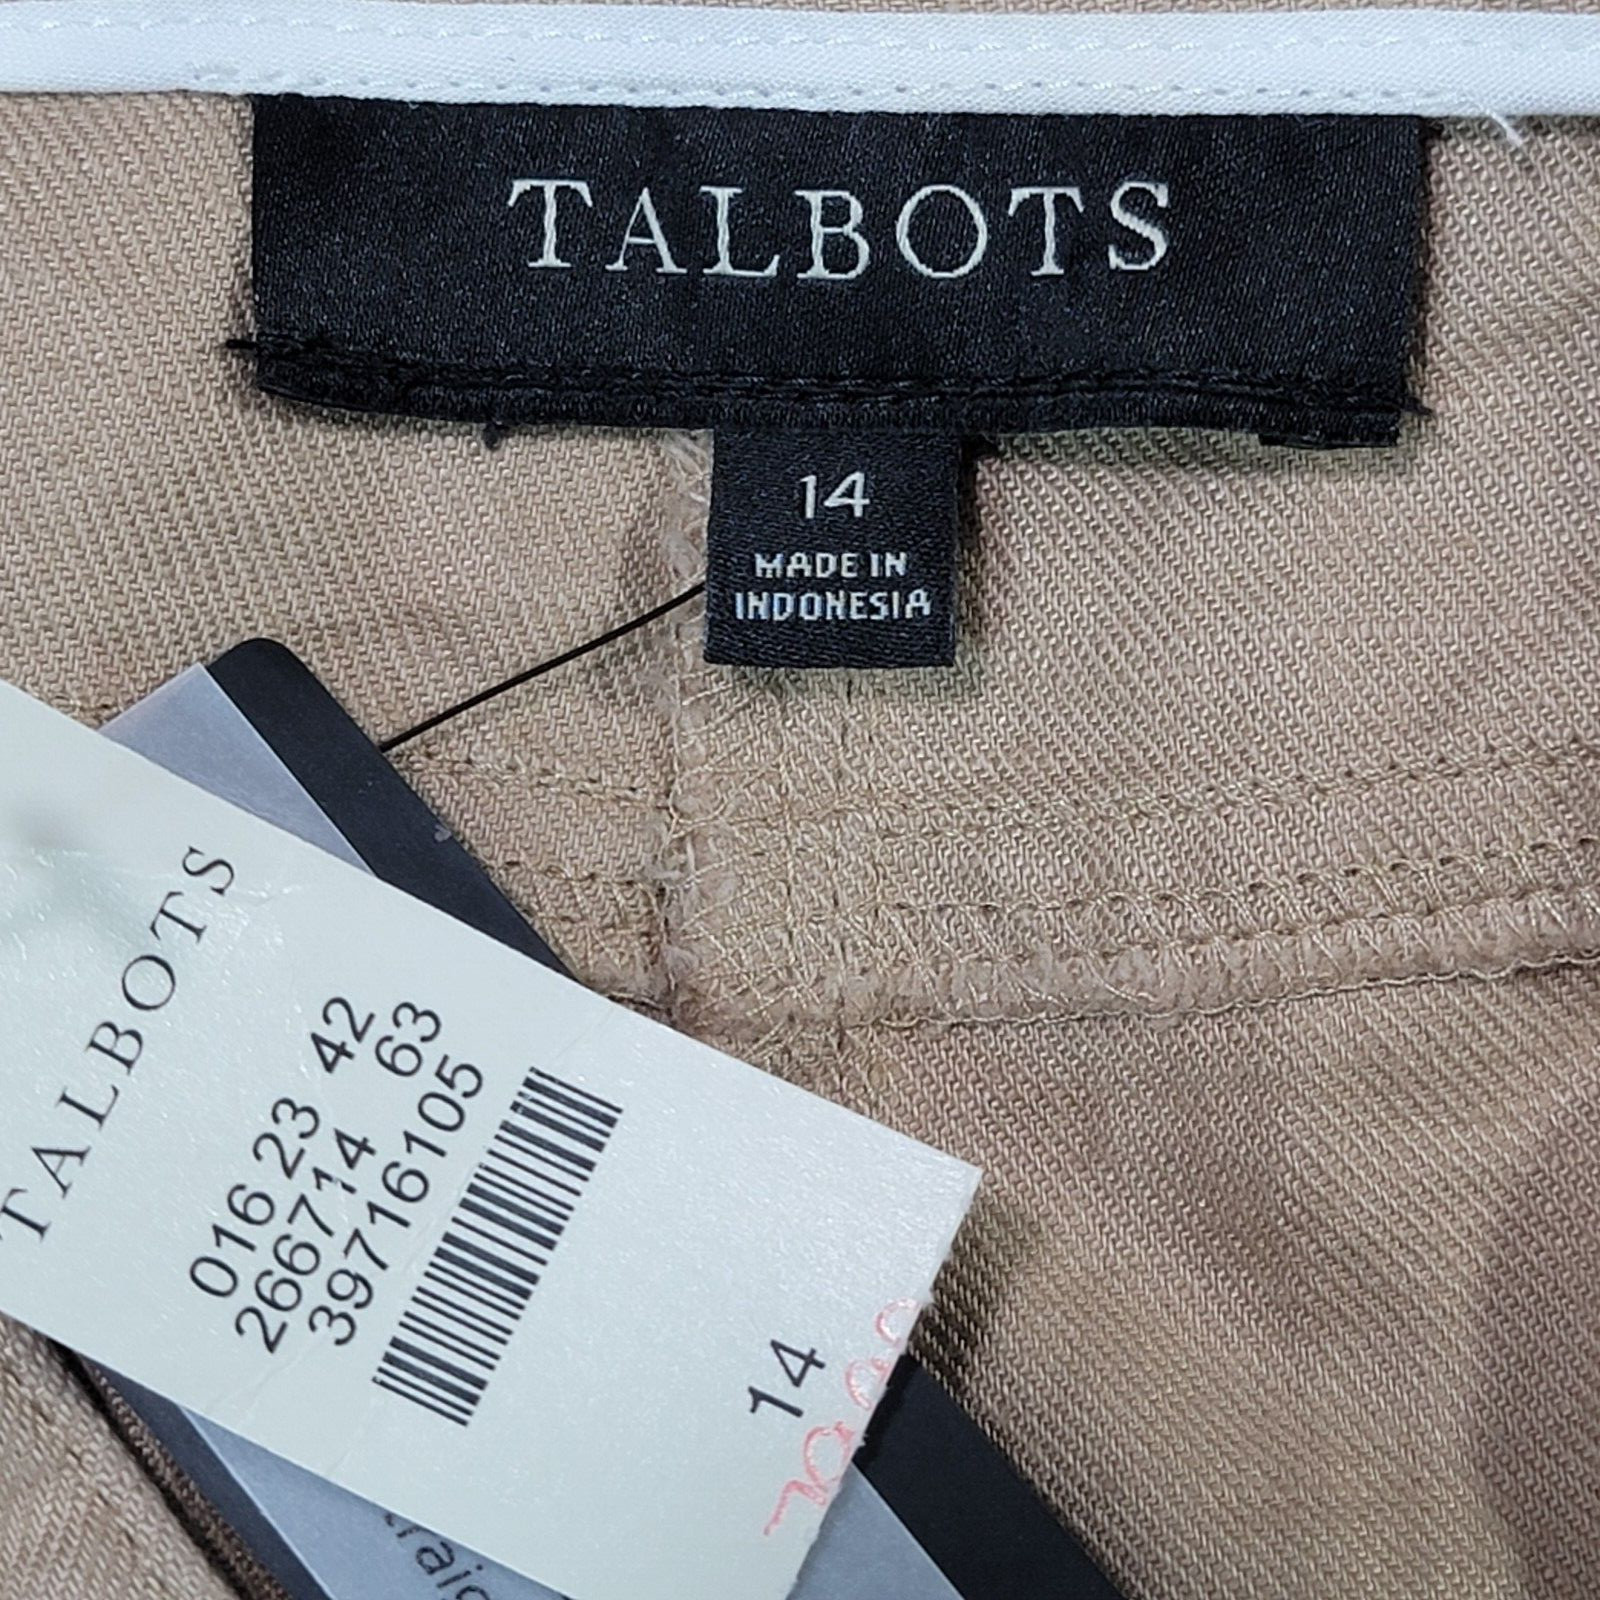 TALBOTS
14
MADE IN
INDONESIA
TALBOTS
016 23 42
266714 63
39716105
14